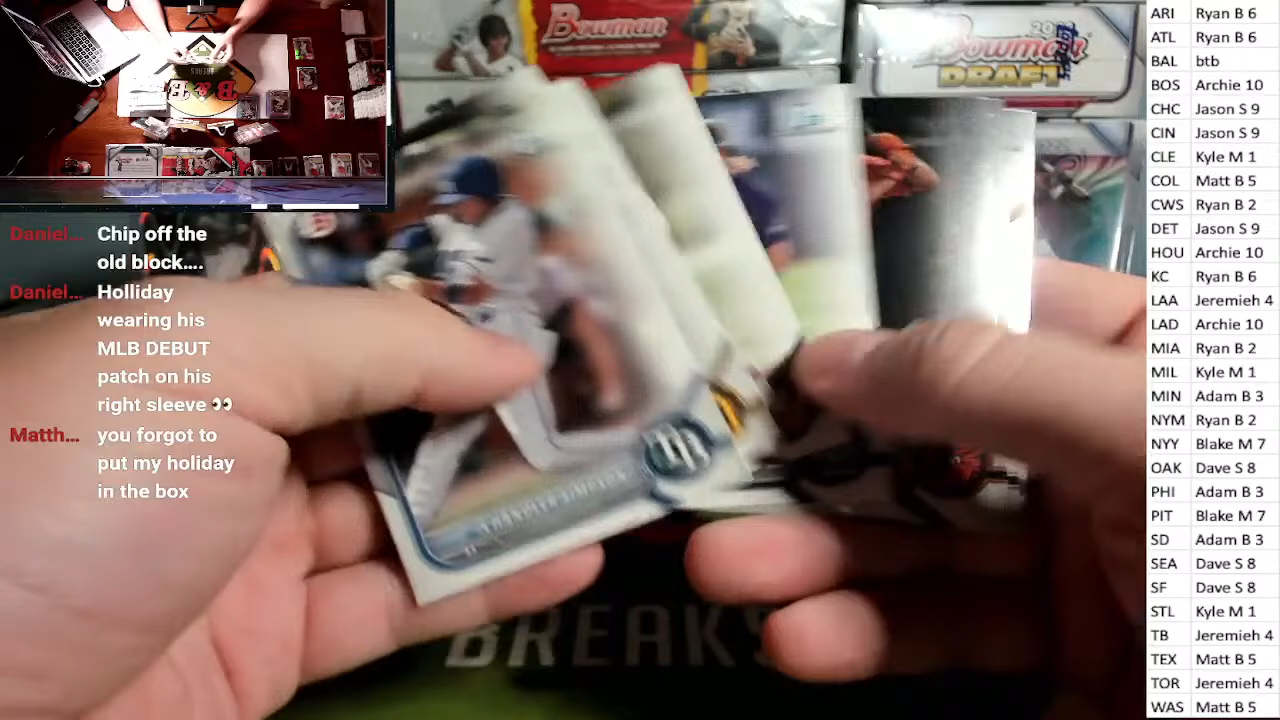 Daniel... Chip off the
old block....
Daniel... Holliday
wearing his
MLB DEBUT
patch on his
right sleeve 👀
Matth... you forgot to
put my holiday
in the box
Bowman
Bowman
DRAFT
B&B
BREAKS
BREAKS
ARI Ryan B 6
ATL Ryan B 6
BAL btb
BOS Archie 10
CHC Jason S 9
CIN Jason S 9
CLE Kyle M 1
COL Matt B 5
CWS Ryan B 2
DET Jason S 9
HOU Archie 10
KC Ryan B 6
LAA Jeremieh 4
LAD Archie 10
MIA Ryan B 2
MIL Kyle M 1
MIN Adam B 3
NYM Ryan B 2
NYY Blake M 7
OAK Dave S 8
PHI Adam B 3
PIT Blake M 7
SD Adam B 3
SEA Dave S 8
SF Dave S 8
STL Kyle M 1
TB Jeremieh 4
TEX Matt B 5
TOR Jeremieh 4
WAS Matt B 5